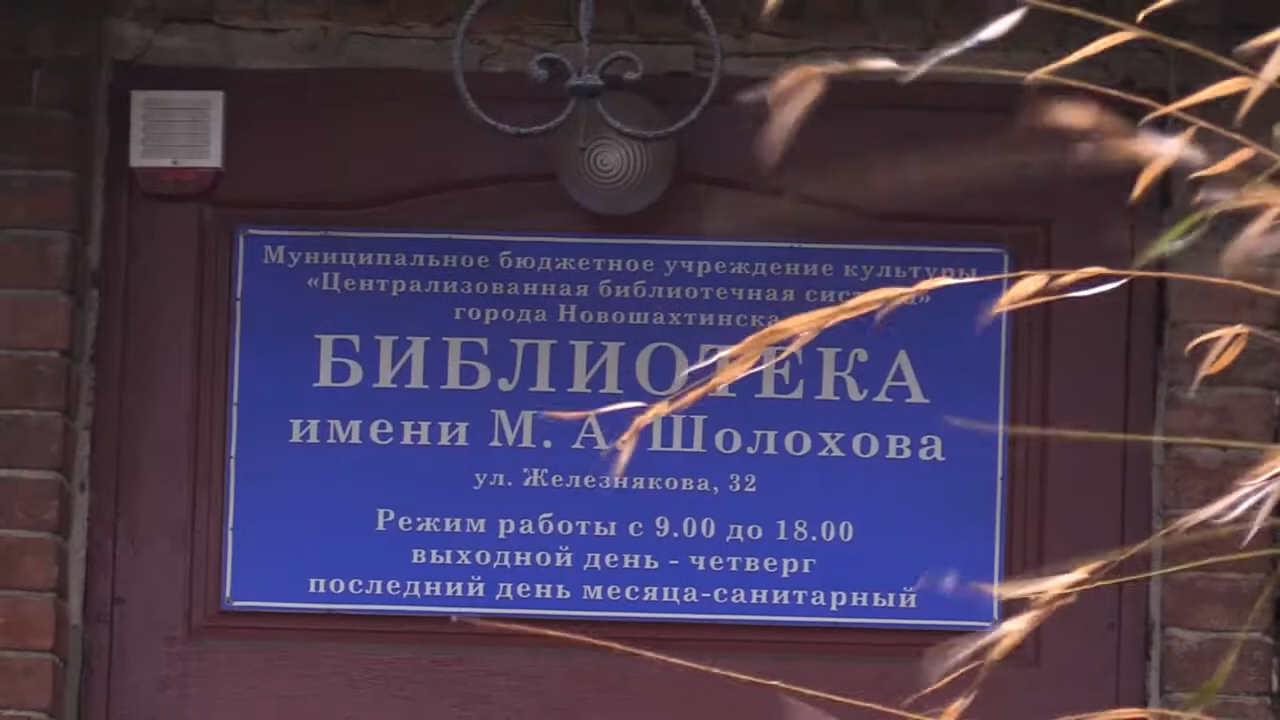 Муниципальное бюджетное учреждение культуры
«Централизованная библиотечная система»
города Новошахтинска
БИБЛИОТЕКА
имени М. А. Шолохова
ул. Железнякова, 32
Режим работы с 9.00 до 18.00
выходной день - четверг
последний день месяца-санитарный